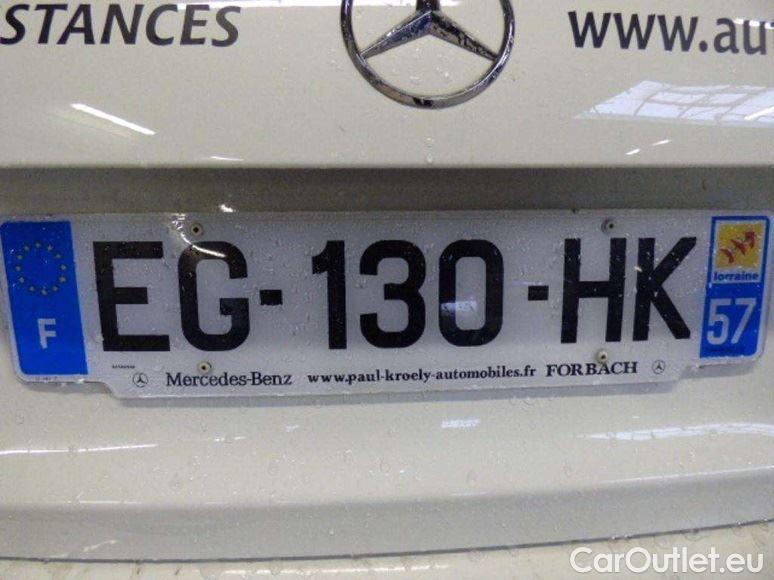 STANCES
www.au
F
EG-130-HK
lorraine
57
Mercedes-Benz www.paul-kroely-automobiles.fr FORBACH
CarOutlet.eu